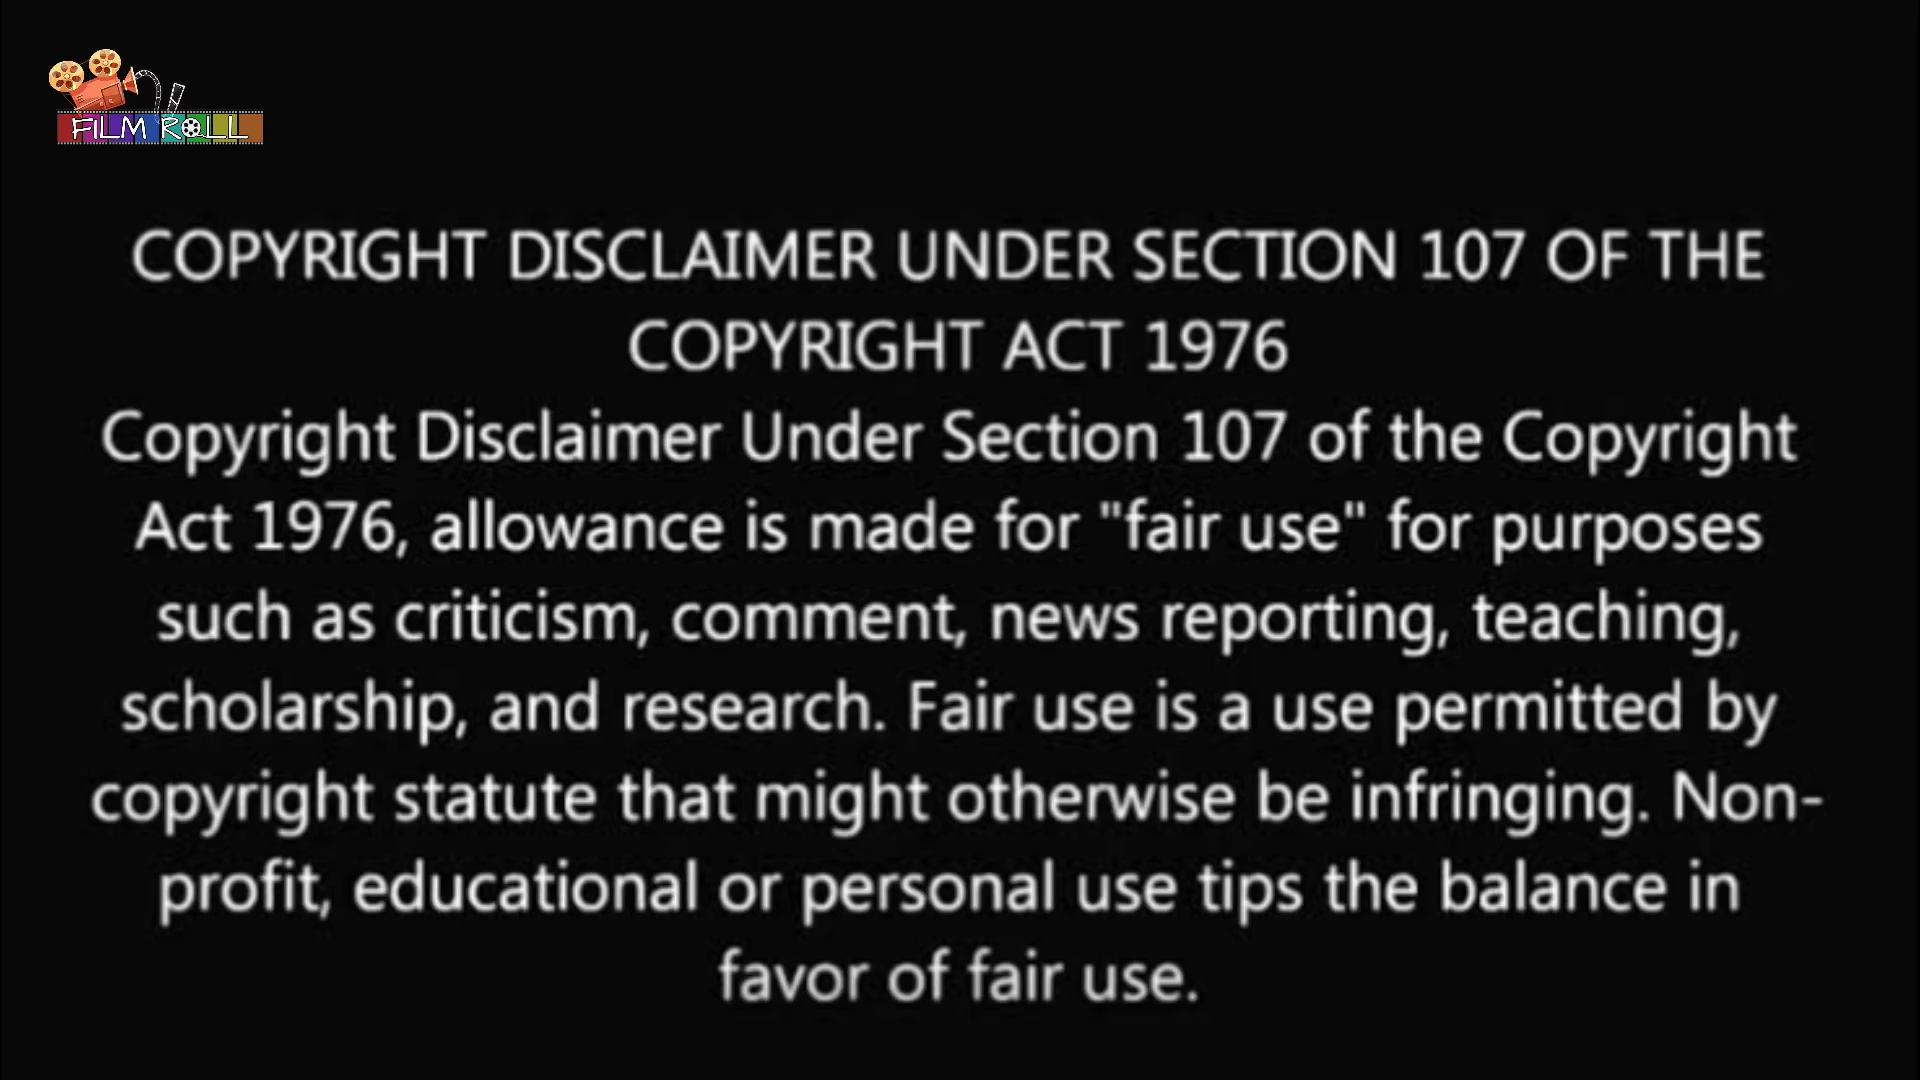 FILM ROLL
COPYRIGHT DISCLAIMER UNDER SECTION 107 OF THE
COPYRIGHT ACT 1976
Copyright Disclaimer Under Section 107 of the Copyright
Act 1976, allowance is made for "fair use" for purposes
such as criticism, comment, news reporting, teaching,
scholarship, and research. Fair use is a use permitted by
copyright statute that might otherwise be infringing. Non-
profit, educational or personal use tips the balance in
favor of fair use.